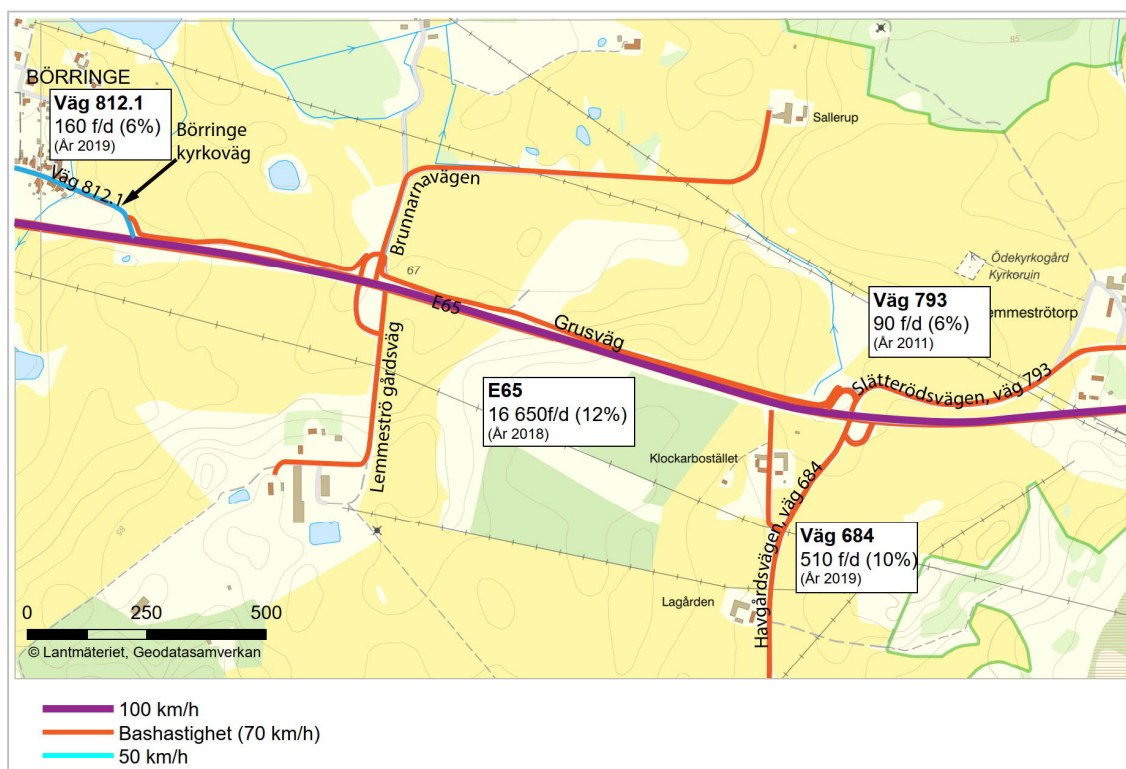 BÖRRINGE
Väg 812.1
160 f/d (6%)
(År 2019)
Börringe
kyrkoväg
Väg 812.1
85
Sallerup
Brunnarnavägen
67
E65
Grusväg
Ödekyrkogård
Kyrkoruin
emmeströtorp
Väg 793
90 f/d (6%)
(År 2011)
Slätterödsvägen, väg 793
E65
16 650f/d (12%)
(År 2018)
Lemmeströ gårdsväg
Klockarbostället
Havgårdsvägen, väg 684
Väg 684
510 f/d (10%)
(År 2019)
Lagården
0 250 500
© Lantmäteriet, Geodatasamverkan
100 km/h
Bashastighet (70 km/h)
50 km/h